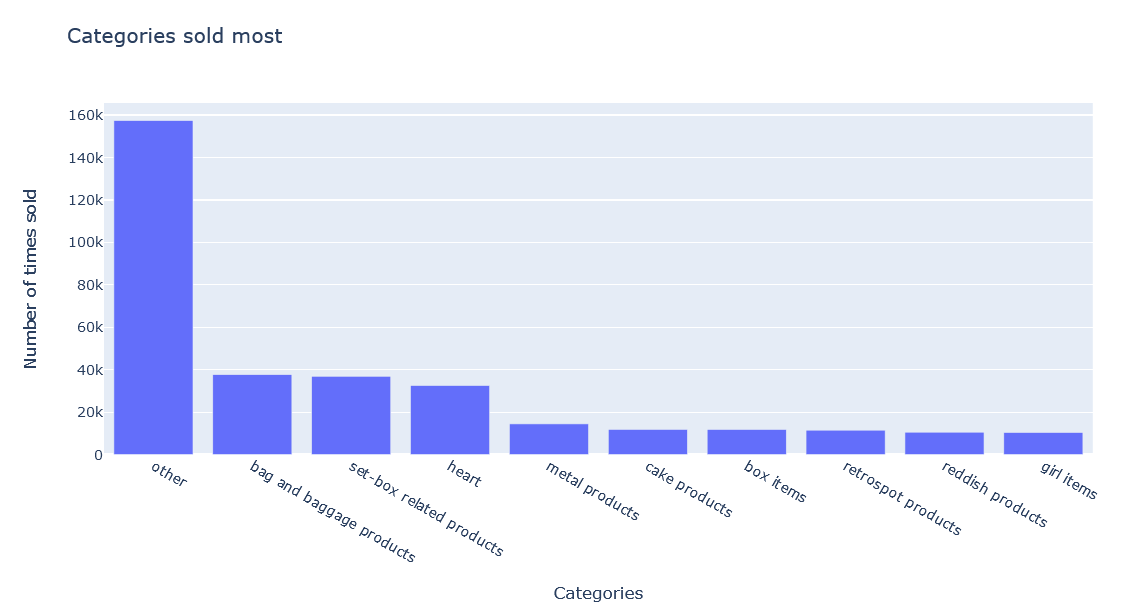 Categories sold most
Number of times sold
160k
140k
120k
100k
80k
60k
40k
20k
0
other
bag and baggage products
set-box related products
heart
metal products
cake products
box items
retrospot products
reddish products
girl items
Categories